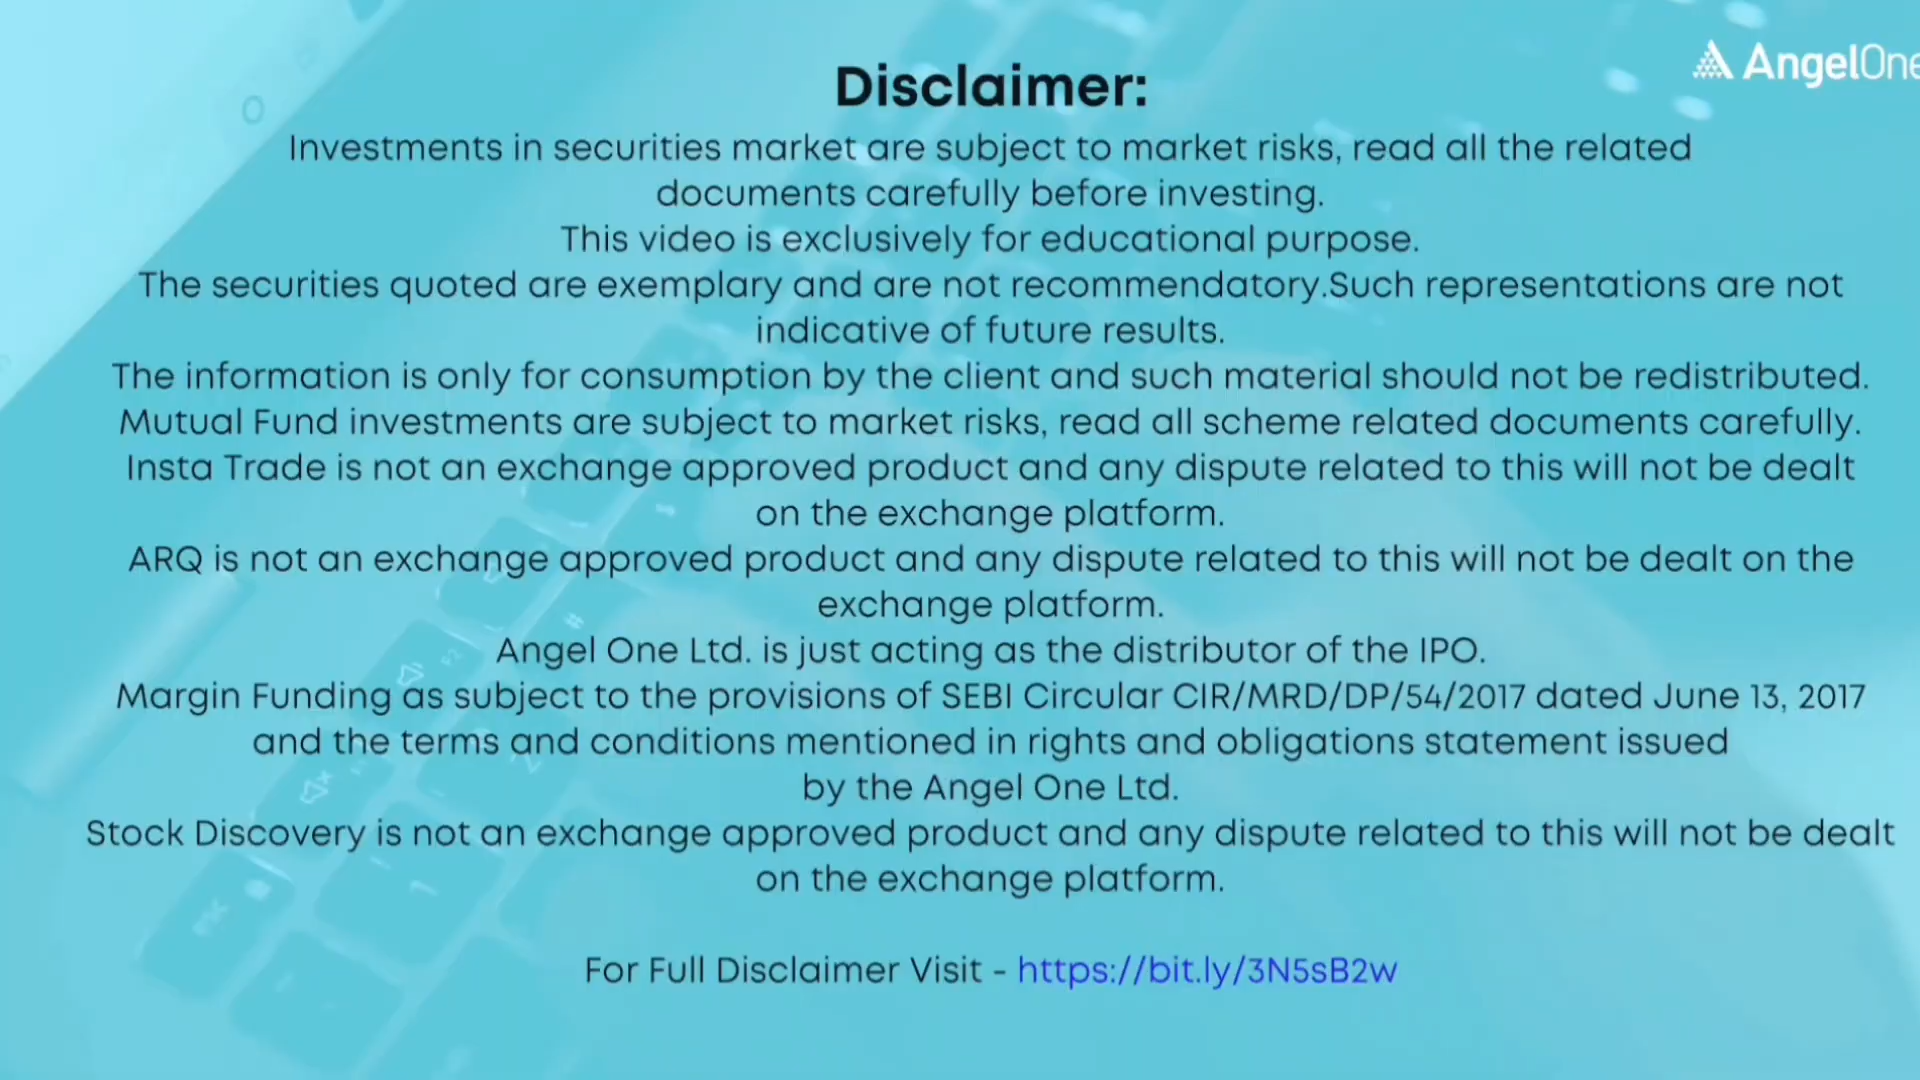 AngelOne
Disclaimer:
Investments in securities market are subject to market risks, read all the related
documents carefully before investing.
This video is exclusively for educational purpose.
The securities quoted are exemplary and are not recommendatory.Such representations are not
indicative of future results.
The information is only for consumption by the client and such material should not be redistributed.
Mutual Fund investments are subject to market risks, read all scheme related documents carefully.
Insta Trade is not an exchange approved product and any dispute related to this will not be dealt
on the exchange platform.
ARQ is not an exchange approved product and any dispute related to this will not be dealt on the
exchange platform.
Angel One Ltd. is just acting as the distributor of the IPO.
Margin Funding as subject to the provisions of SEBI Circular CIR/MRD/DP/54/2017 dated June 13, 2017
and the terms and conditions mentioned in rights and obligations statement issued
by the Angel One Ltd.
Stock Discovery is not an exchange approved product and any dispute related to this will not be dealt
on the exchange platform.
For Full Disclaimer Visit - https://bit.ly/3N5sB2w